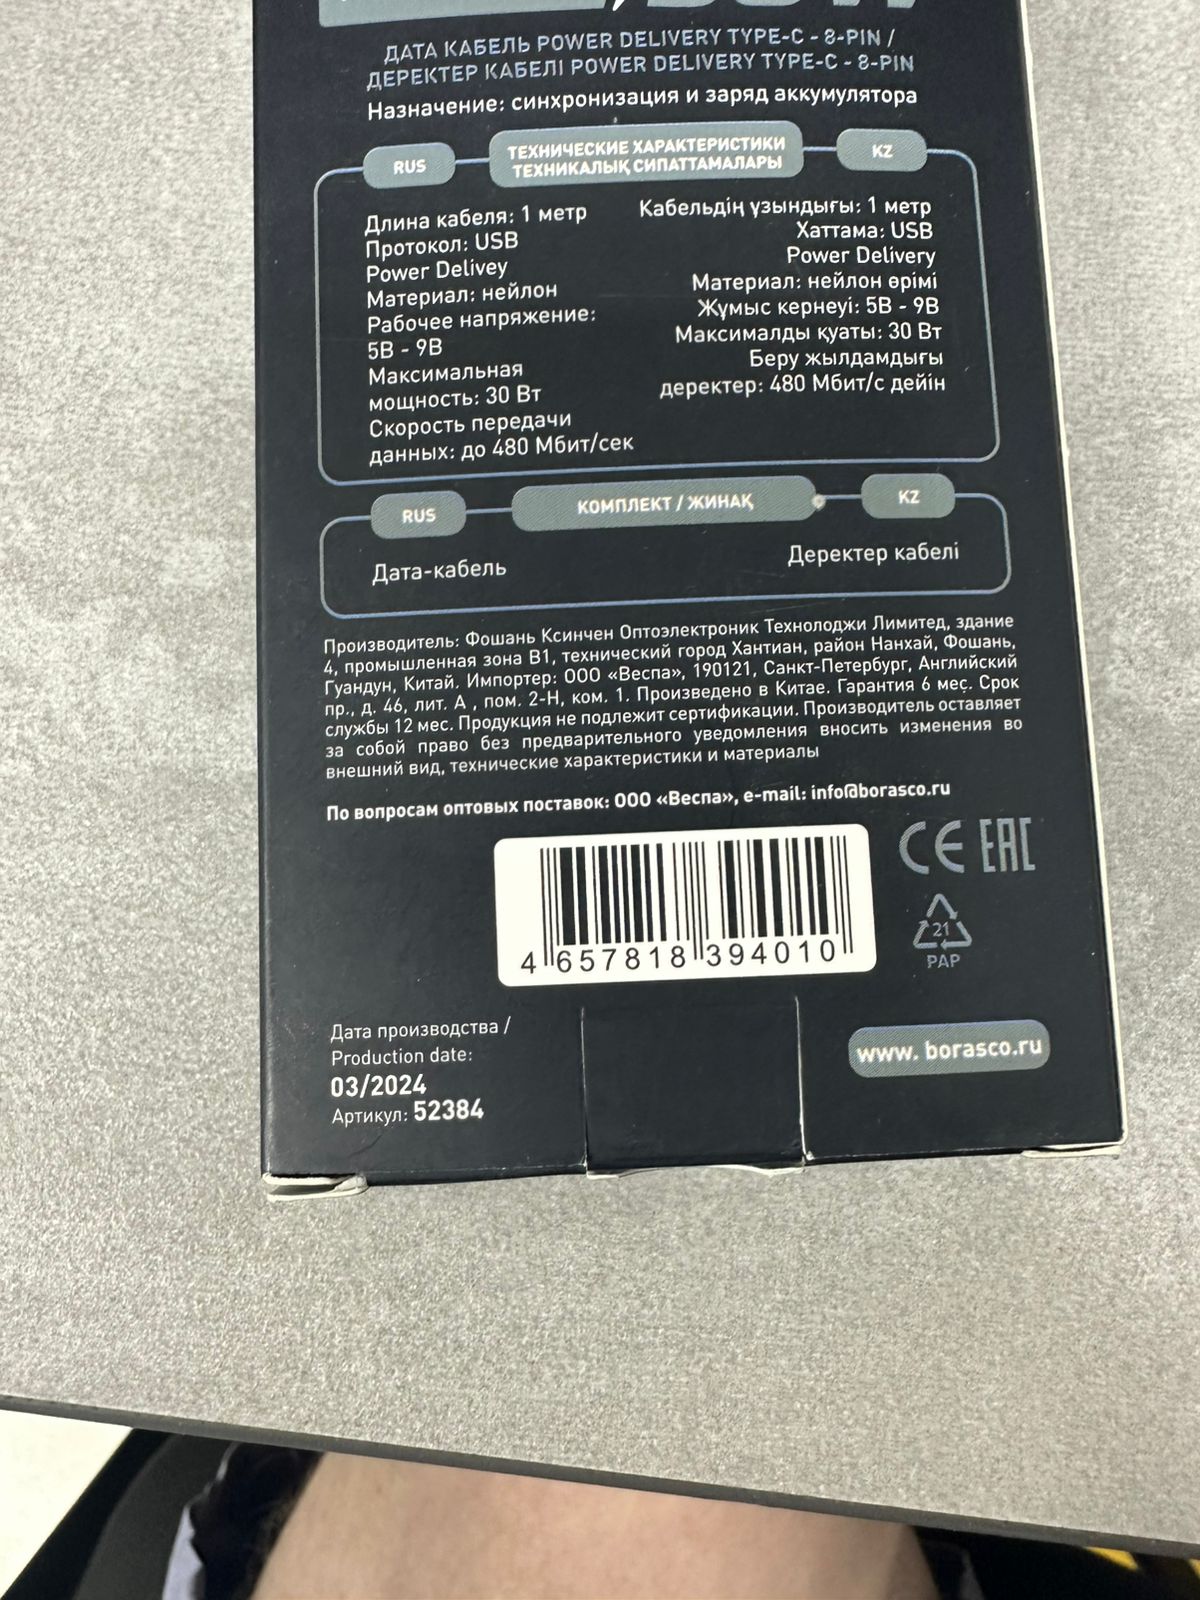 ДАТА КАБЕЛЬ POWER DELIVERY TYPE-C - 8-PIN /
ДЕРЕКТЕР КАБЕЛІ POWER DELIVERY TYPE-C - 8-PIN
Назначение: синхронизация и заряд аккумулятора
RUS
ТЕХНИЧЕСКИЕ ХАРАКТЕРИСТИКИ
ТЕХНИКАЛЫҚ СИПАТТАМАЛАРЫ
KZ
Длина кабеля: 1 метр
Протокол: USB
Power Delivey
Материал: нейлон
Рабочее напряжение:
5В - 9В
Максимальная
мощность: 30 Вт
Скорость передачи
данных: до 480 Мбит/сек
Кабельдің ұзындығы: 1 метр
Хаттама: USB
Power Delivery
Материал: нейлон өрімі
Жұмыс кернеуі: 5В - 9В
Максималды қуаты: 30 Вт
Беру жылдамдығы
деректер: 480 Мбит/с дейін
RUS
КОМПЛЕКТ / ЖИНАҚ
KZ
Дата-кабель
Деректер кабелі
Производитель: Фошань Ксинчен Оптоэлектроник Технолоджи Лимитед, здание
4, промышленная зона В1, технический город Хантиан, район Нанхай, Фошань,
Гуандун, Китай. Импортер: ООО «Веспа», 190121, Санкт-Петербург, Английский
пр., д. 46, лит. А , пом. 2-Н, ком. 1. Произведено в Китае. Гарантия 6 мес. Срок
службы 12 мес. Продукция не подлежит сертификации. Производитель оставляет
за собой право без предварительного уведомления вносить изменения во
внешний вид, технические характеристики и материалы
По вопросам оптовых поставок: ООО «Веспа», e-mail: info@borasco.ru
CE EAC
4 657818 394010
21
PAP
Дата производства /
Production date:
03/2024
Артикул: 52384
www. borasco.ru